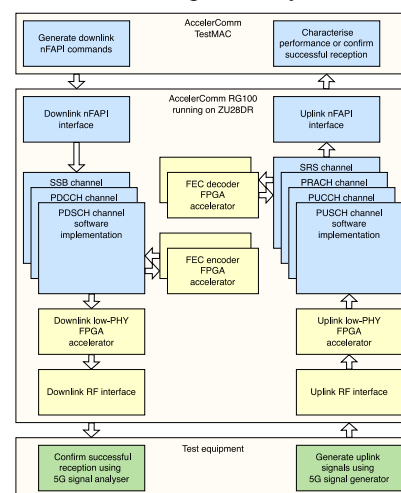 AccelerComm
TestMAC
Generate downlink
nFAPI commands
Characterise
performance or confirm
successful reception
AccelerComm RG100
running on ZU28DR
Downlink nFAPI
interface
Uplink nFAPI
interface
SSB channel
PDCCH channel
PDSCH channel
software
implementation
FEC decoder
FPGA
accelerator
FEC encoder
FPGA
accelerator
SRS channel
PRACH channel
PUCCH channel
PUSCH channel
software
implementation
Downlink low-PHY
FPGA
accelerator
Uplink low-PHY
FPGA
accelerator
Downlink RF interface
Uplink RF interface
Test equipment
Confirm successful
reception using
5G signal analyser
Generate uplink
signals using
5G signal generator